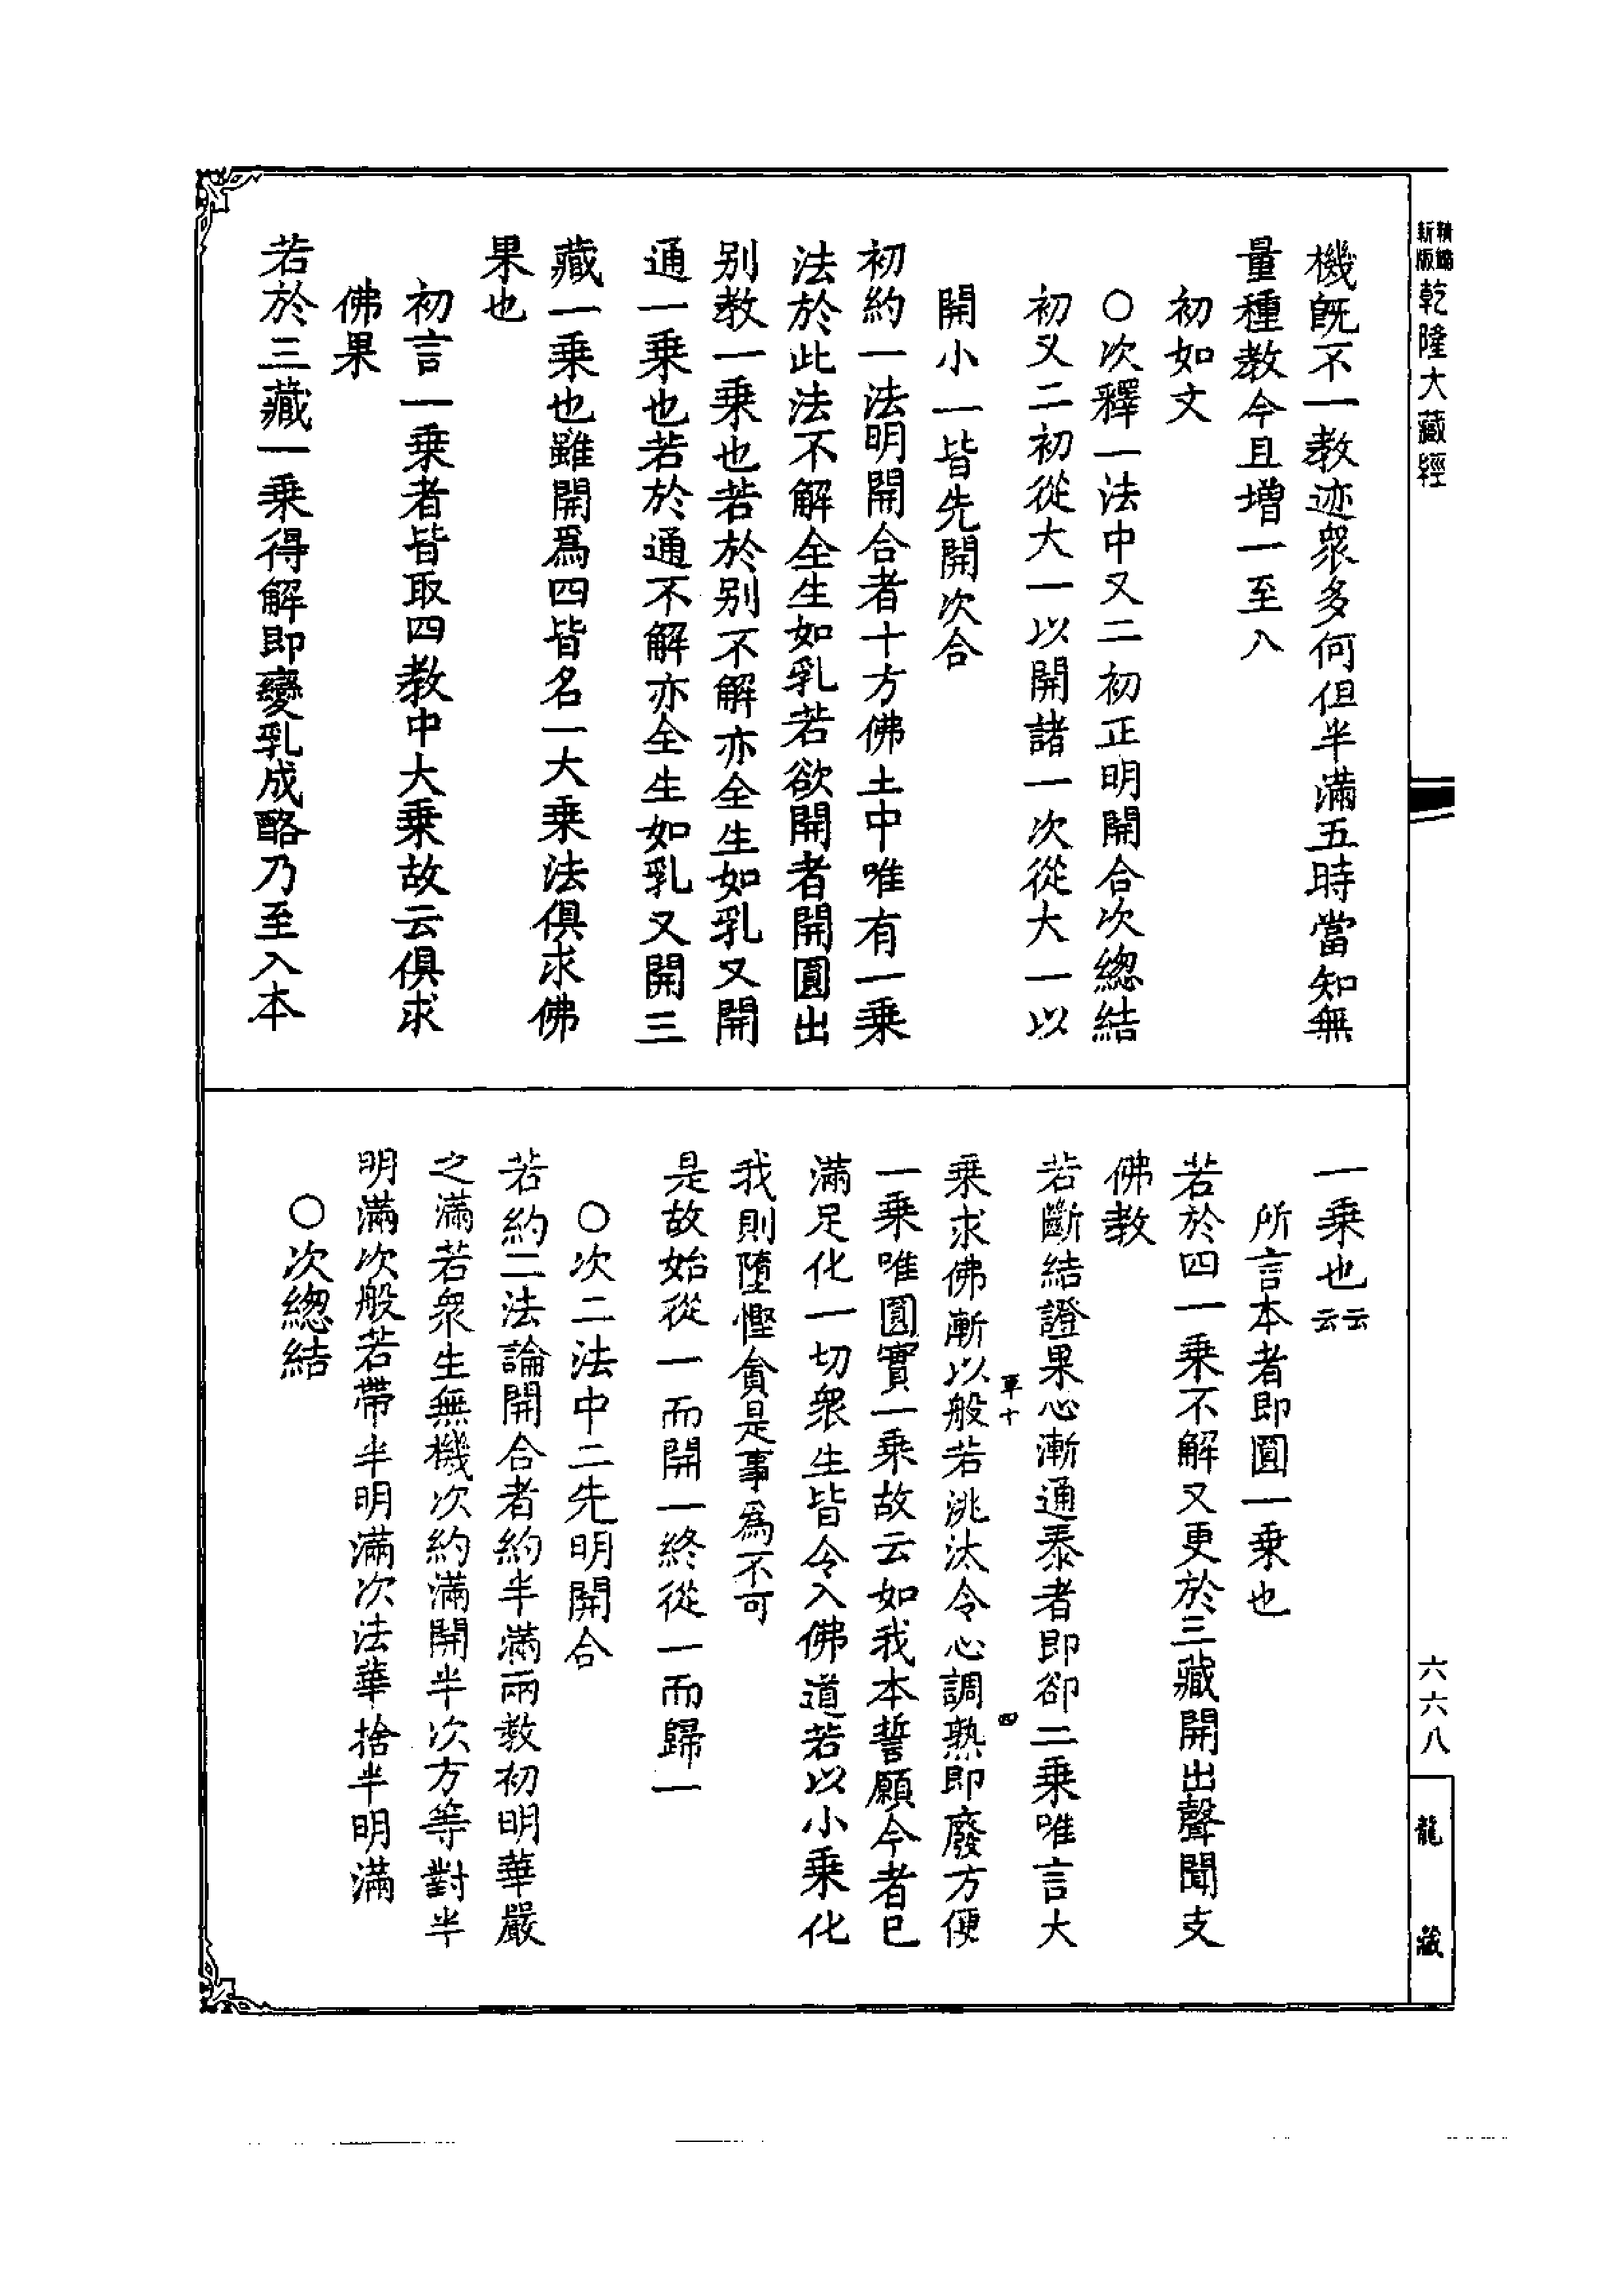 新版精編乾隆大藏經
機既不一教迹衆多何但半滿五時當知無
量種教今且增一至八
初如文
○次釋一法中又二初正明開合次總結
初又二初從大一以開諸一次從大一以
開小一皆先開次合
初約一法明開合者十方佛土中唯有一乘
法於此法不解全生如乳若欲開者開圓出
别教一乘也若於别不解亦全生如乳又開
通一乘也若於通不解亦全生如乳又開三
藏一乘也雖開爲四皆名一大乘法俱求佛
果也
初言一乘者皆取四教中大乘故云俱求
佛果
若於三藏一乘得解即變乳成酪乃至入本
一乘也云云
所言本者即圓一乘也
若於四一乘不解又更於三藏開出聲聞支
佛教
若斷結證果心漸通泰者即卻二乘唯言大
乘求佛漸以般若洮汰令心調熟即廢方便
一乘唯圓實一乘故云如我本誓願今者已
滿足化一切衆生皆令入佛道若以小乘化
我則墮慳貪是事爲不可
是故始從一而開一終從一而歸一
○次二法中二先明開合
若約二法論開合者約半滿兩教初明華嚴
之滿若衆生無機次約滿開半次方等對半
明滿次般若帶半明滿次法華捨半明滿
○次總結
六六八
龍藏